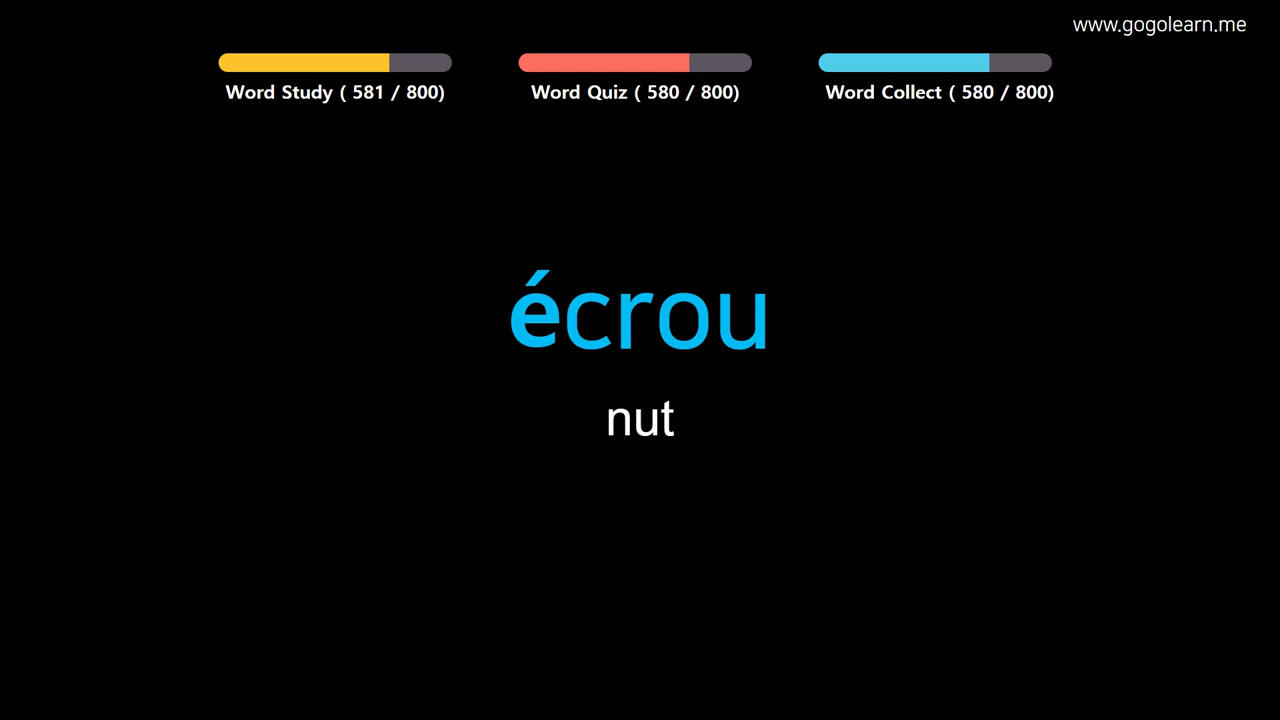 www.gogolearn.me
Word Study ( 581 / 800)
Word Quiz ( 580 / 800)
Word Collect ( 580 / 800)
écrou
nut